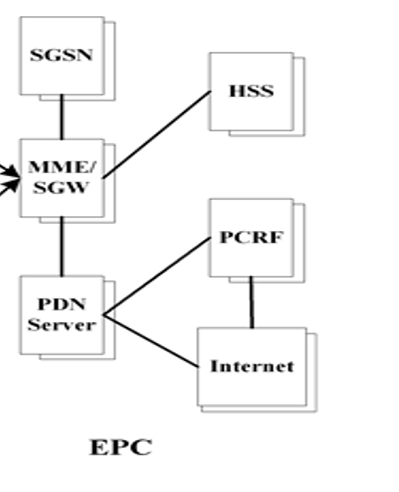 SGSN
HSS
MME/
SGW
PCRF
PDN
Server
Internet
EPC